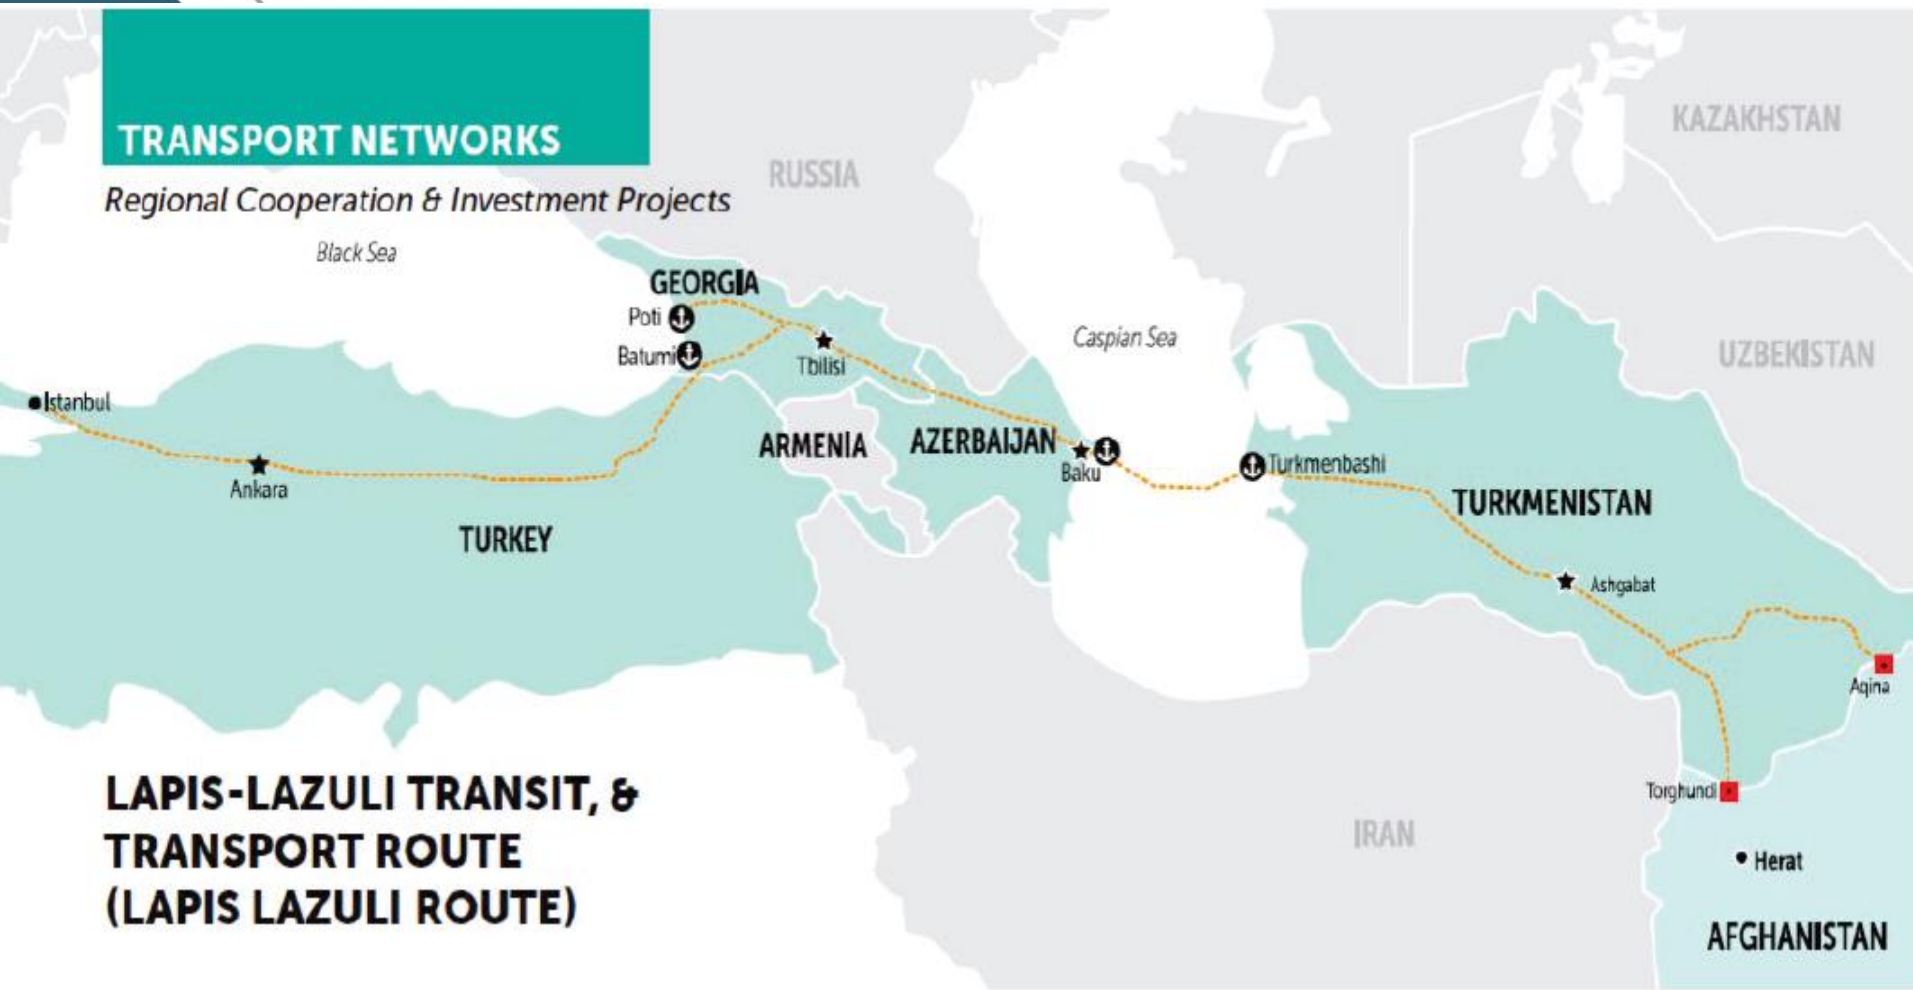 TRANSPORT NETWORKS
Regional Cooperation & Investment Projects
KAZAKHSTAN
RUSSIA
Black Sea
GEORGIA
Poti
Batumi
Tbilisi
Caspian Sea
UZBEKISTAN
Istanbul
ARMENIA
AZERBAIJAN
Baku
Turkmenbashi
Ankara
TURKMENISTAN
TURKEY
Ashgabat
Aqina
LAPIS-LAZULI TRANSIT, &
TRANSPORT ROUTE
(LAPIS LAZULI ROUTE)
Torghundi
IRAN
Herat
AFGHANISTAN